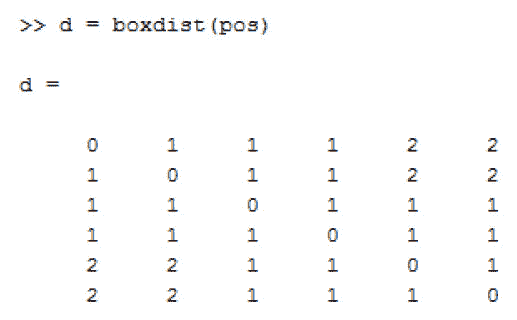 >> d = boxdist(pos)
d =
0 1 1 1 2 2
1 0 1 1 2 2
1 1 0 1 1 1
1 1 1 0 1 1
2 2 1 1 0 1
2 2 1 1 1 0